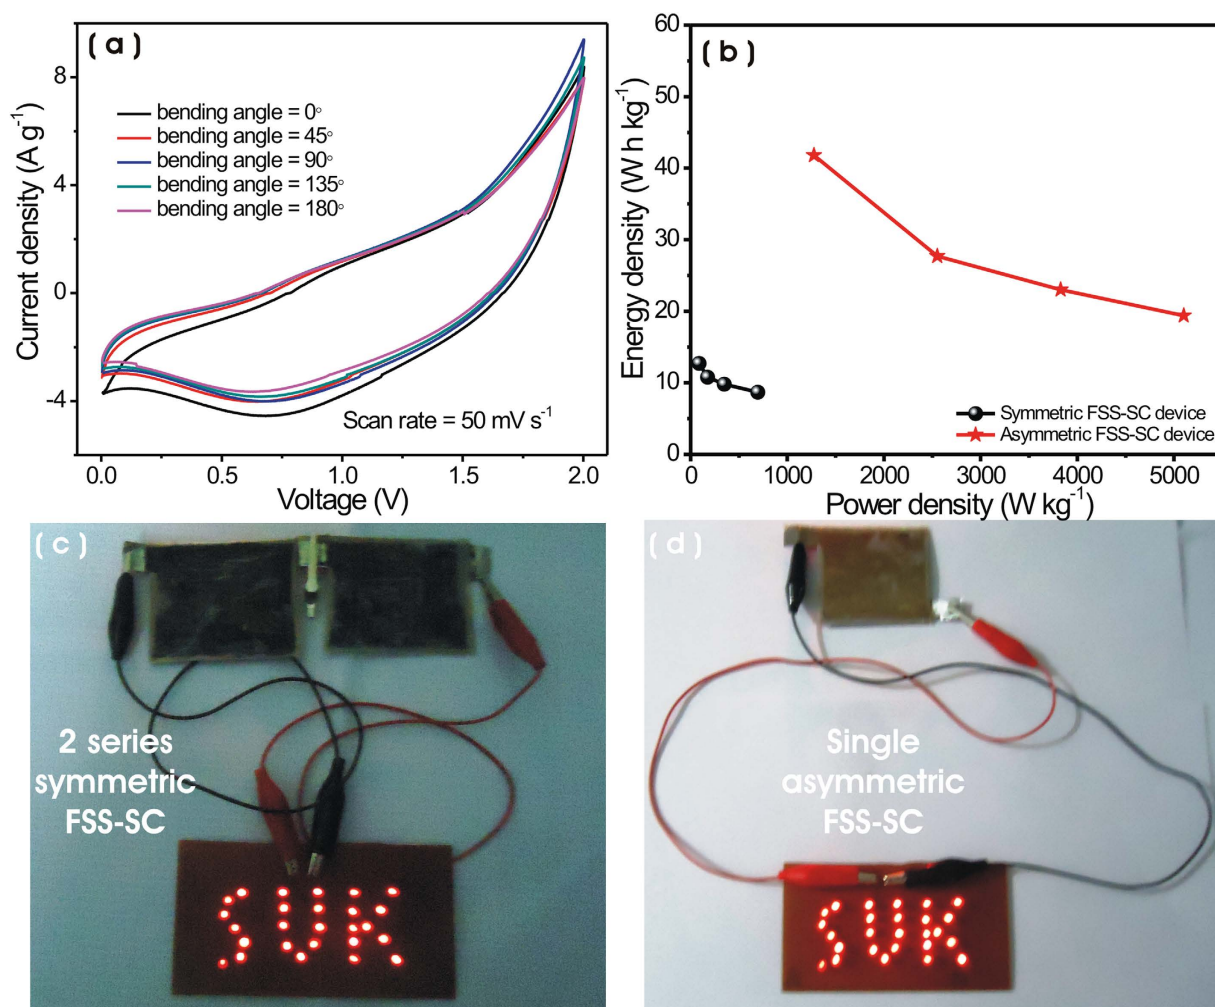 ( a )
8
4
0
-4
0.0
0.5
1.0
1.5
2.0
Current density (A g⁻¹)
Voltage (V)
bending angle = 0°
bending angle = 45°
bending angle = 90°
bending angle = 135°
bending angle = 180°
Scan rate = 50 mV s⁻¹
( b )
60
50
40
30
20
10
0
0
1000
2000
3000
4000
5000
Energy density (W h kg⁻¹)
Power density (W kg⁻¹)
Symmetric FSS-SC device
Asymmetric FSS-SC device
( c )
2 series
symmetric
FSS-SC
SUK
( d )
Single
asymmetric
FSS-SC
SUK